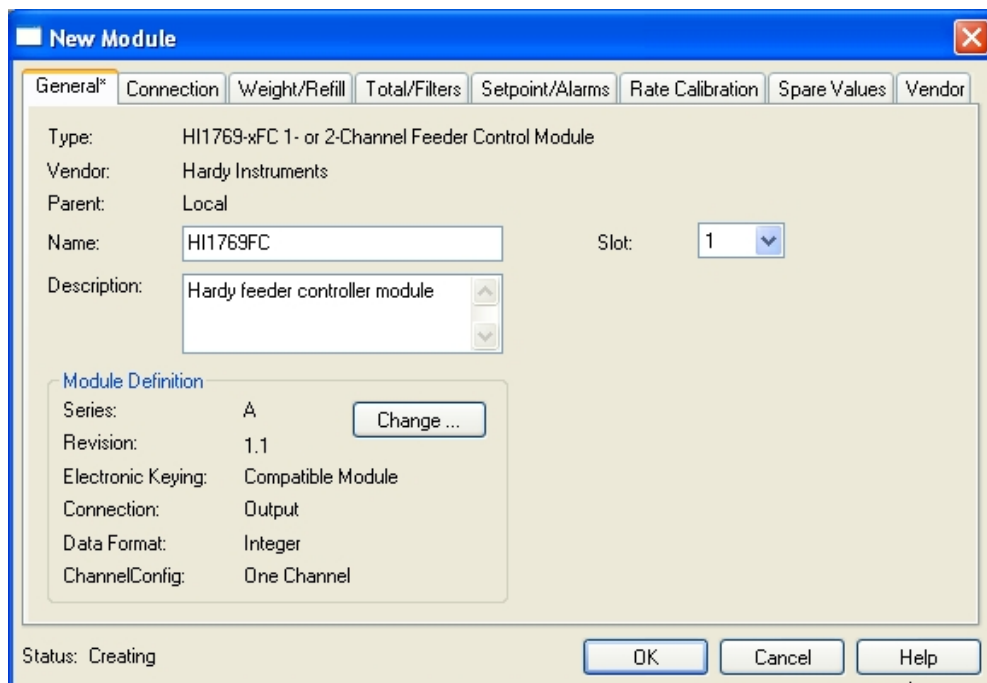 New Module
General* Connection Weight/Refill Total/Filters Setpoint/Alarms Rate Calibration Spare Values Vendor
Type: HI1769-xFC 1- or 2-Channel Feeder Control Module
Vendor: Hardy Instruments
Parent: Local
Name: HI1769FC Slot: 1
Description: Hardy feeder controller module
Module Definition
Series: A Change ...
Revision: 1.1
Electronic Keying: Compatible Module
Connection: Output
Data Format: Integer
ChannelConfig: One Channel
Status: Creating OK Cancel Help